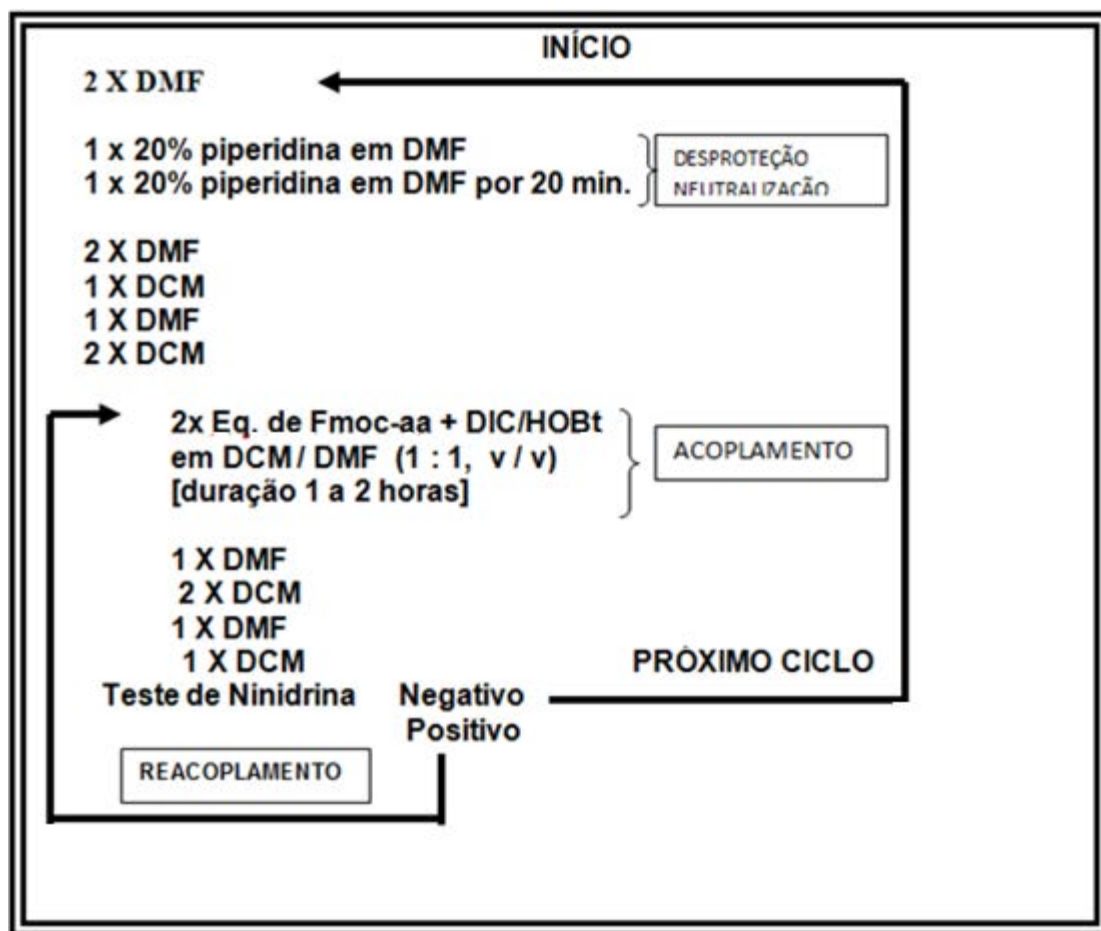 INÍCIO
2 X DMF
1 x 20% piperidina em DMF
1 x 20% piperidina em DMF por 20 min.
DESPROTEÇÃO
NEUTRALIZAÇÃO
2 X DMF
1 X DCM
1 X DMF
2 X DCM
2x Eq. de Fmoc-aa + DIC/HOBt
em DCM / DMF (1 : 1, v / v)
[duração 1 a 2 horas]
ACOPLAMENTO
1 X DMF
2 X DCM
1 X DMF
1 X DCM
PRÓXIMO CICLO
Teste de Ninidrina Negativo
Positivo
REACOPLAMENTO